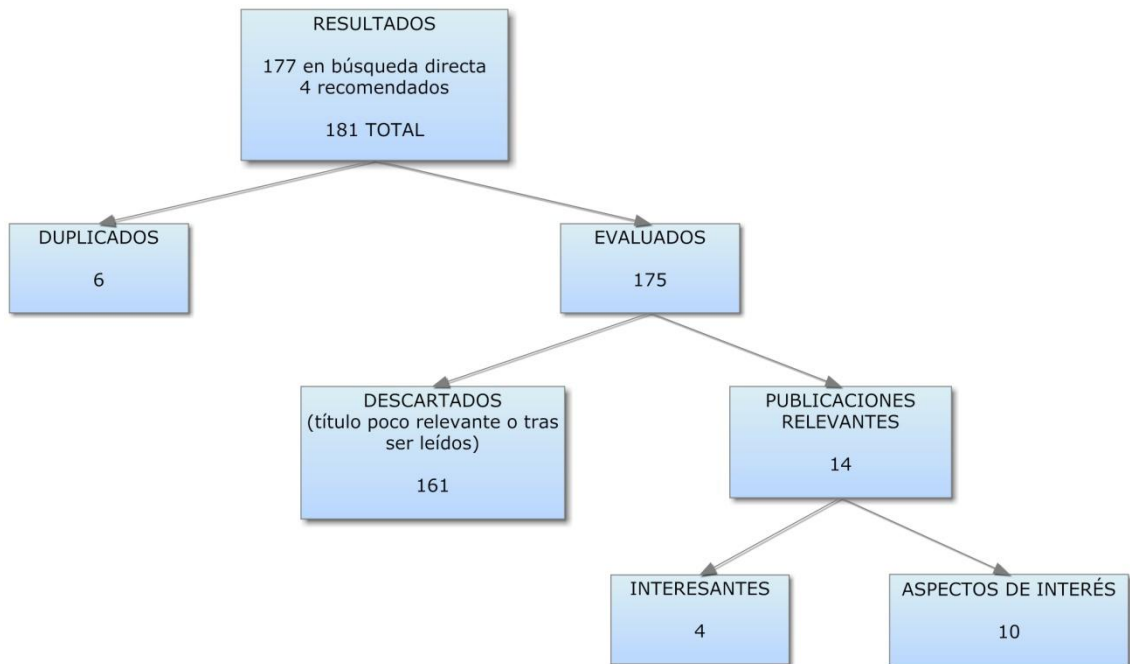 RESULTADOS
177 en búsqueda directa
4 recomendados
181 TOTAL
DUPLICADOS
6
EVALUADOS
175
DESCARTADOS
(título poco relevante o tras
ser leídos)
161
PUBLICACIONES
RELEVANTES
14
INTERESANTES
4
ASPECTOS DE INTERÉS
10